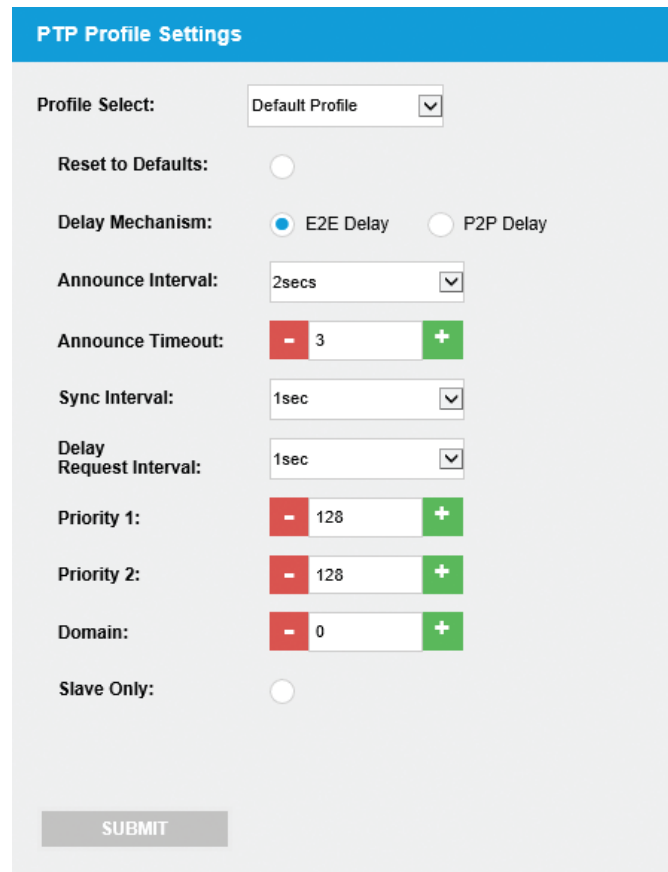 PTP Profile Settings
Profile Select: Default Profile
Reset to Defaults:
Delay Mechanism: E2E Delay P2P Delay
Announce Interval: 2secs
Announce Timeout: - 3 +
Sync Interval: 1sec
Delay
Request Interval: 1sec
Priority 1: - 128 +
Priority 2: - 128 +
Domain: - 0 +
Slave Only:
SUBMIT